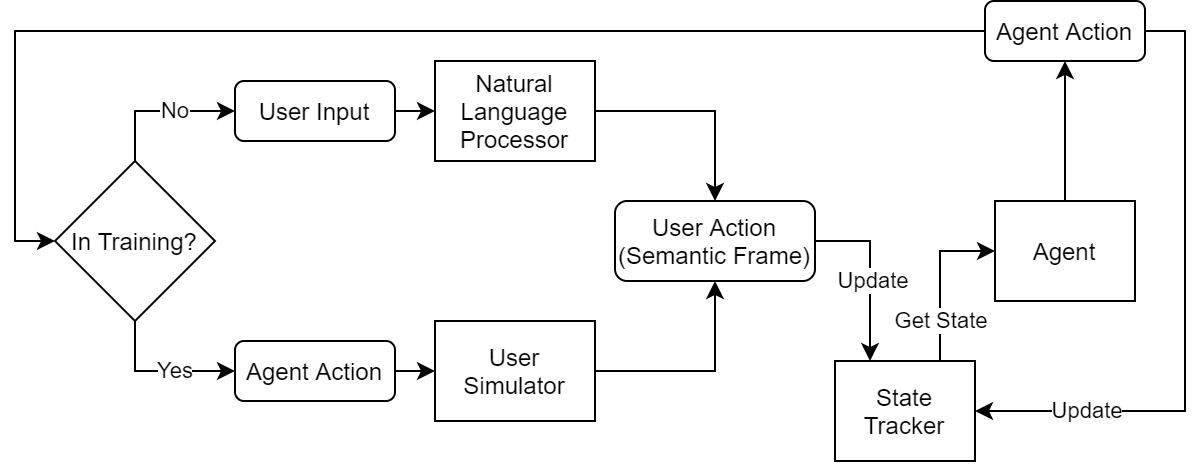 Agent Action
No
User Input
Natural
Language
Processor
In Training?
User Action
(Semantic Frame)
Update
Get State
Agent
Yes
Agent Action
User
Simulator
State
Tracker
Update